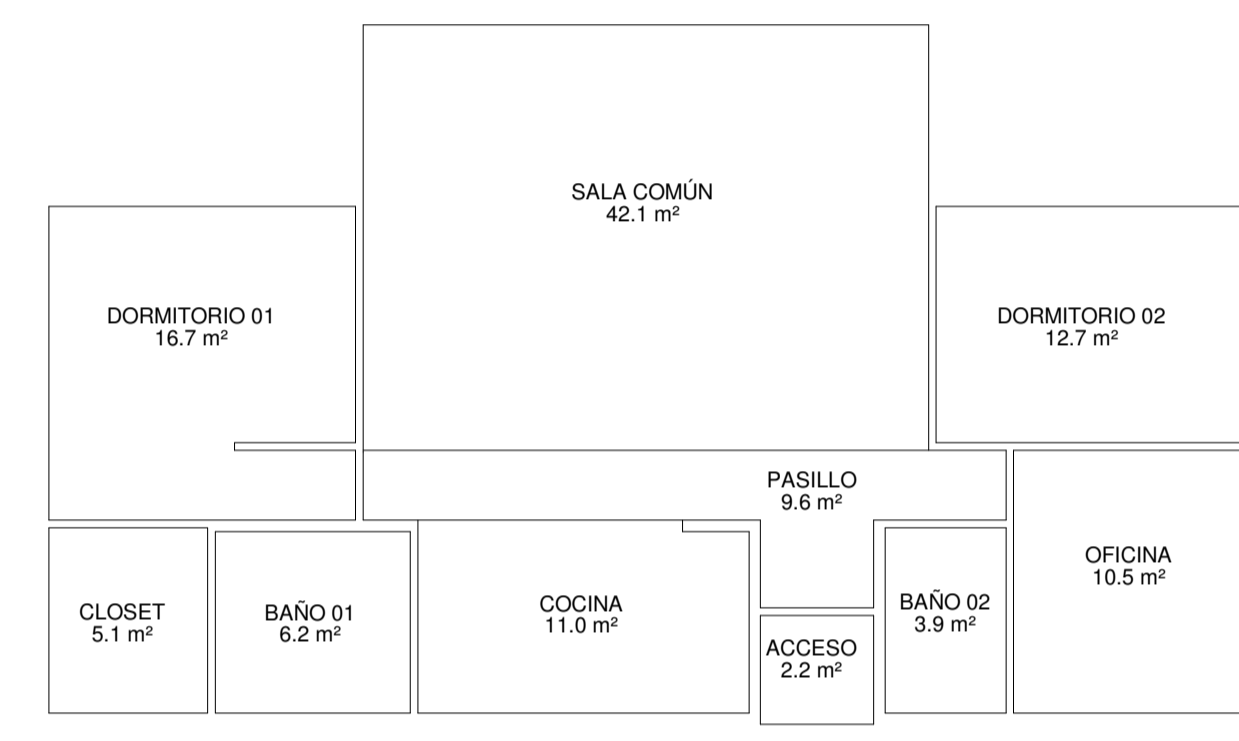 SALA COMÚN
42.1 m²
DORMITORIO 01
16.7 m²
DORMITORIO 02
12.7 m²
PASILLO
9.6 m²
OFICINA
10.5 m²
CLOSET
5.1 m²
BAÑO 01
6.2 m²
COCINA
11.0 m²
BAÑO 02
3.9 m²
ACCESO
2.2 m²